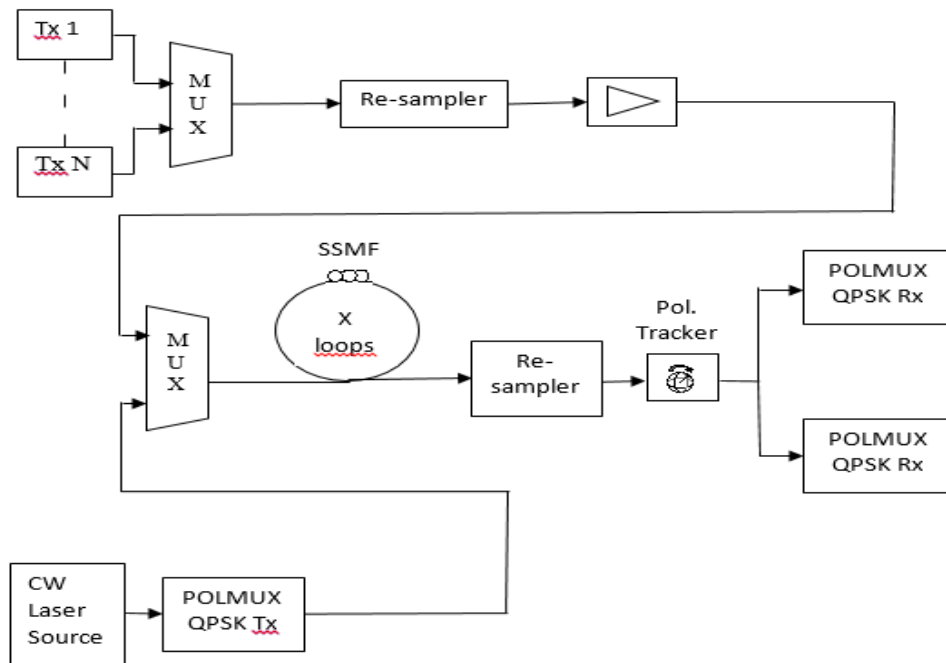 Tx 1
M
U
X
Re-sampler
Tx N
SSMF
X
loops
M
U
X
Re-
sampler
Pol.
Tracker
POLMUX
QPSK Rx
POLMUX
QPSK Rx
CW
Laser
Source
POLMUX
QPSK Tx